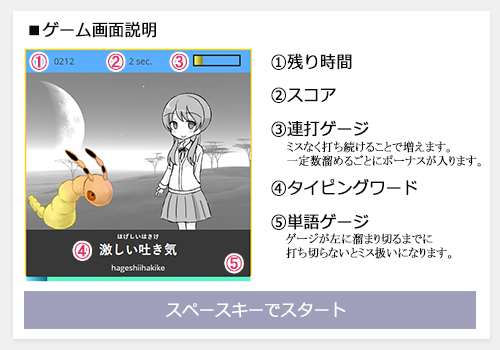 ■ゲーム画面説明
① 0212 ② 2 sec. ③
はげしいはきけ
④ 激しい吐き気
hageshiihakike
⑤
①残り時間
②スコア
③連打ゲージ
ミスなく打ち続けることで増えます。
一定数溜めるごとにボーナスが入ります。
④タイピングワード
⑤単語ゲージ
ゲージが左に溜まり切るまでに
打ち切らないとミス扱いになります。
スペースキーでスタート